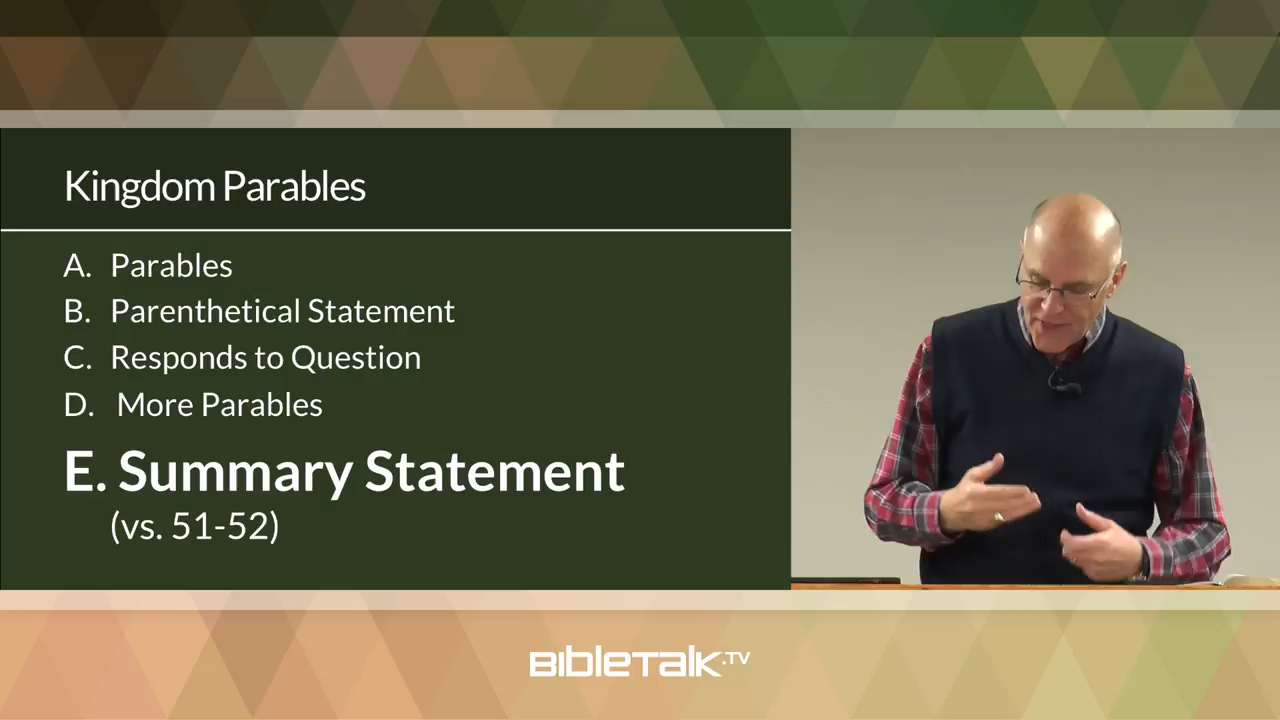 Kingdom Parables
A. Parables
B. Parenthetical Statement
C. Responds to Question
D. More Parables
E. Summary Statement
(vs. 51-52)
BIBLETALK.TV